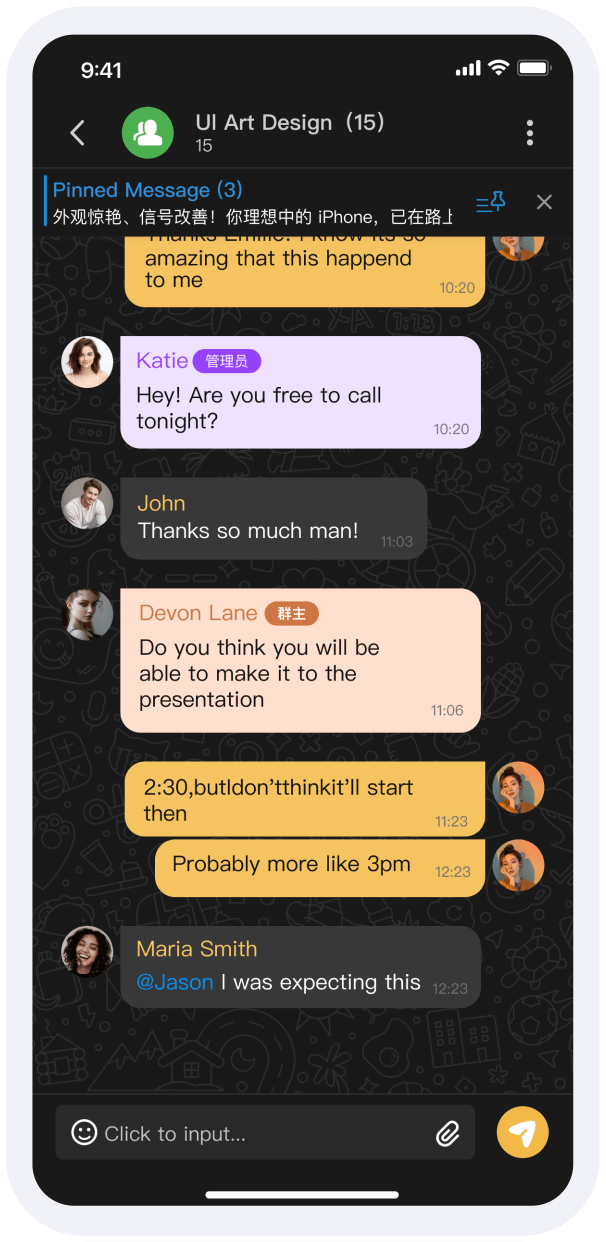 9:41
UI Art Design（15）
15
Pinned Message (3)
外观惊艳、信号改善！你理想中的 iPhone，已在路上
Thanks Emilie! I know its so
amazing that this happend
to me
10:20
Katie 管理员
Hey! Are you free to call
tonight?
10:20
John
Thanks so much man!
11:03
Devon Lane 群主
Do you think you will be
able to make it to the
presentation
11:06
2:30,butIdon'tthinkit'll start
then
11:23
Probably more like 3pm
12:23
Maria Smith
@Jason I was expecting this
12:23
Click to input...